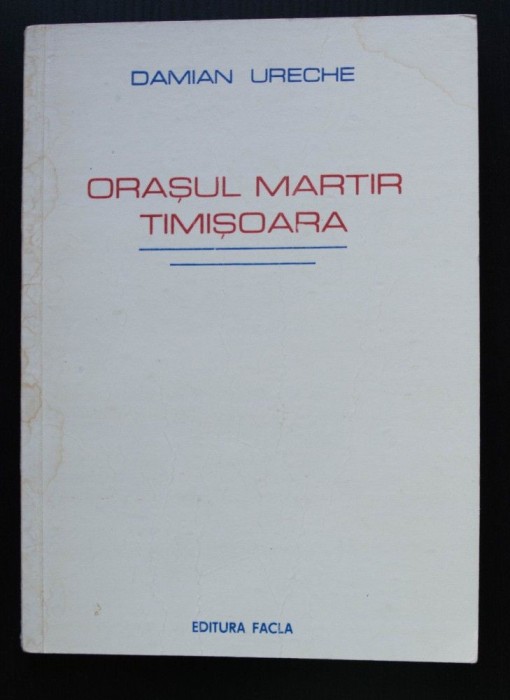 DAMIAN URECHE
ORAȘUL MARTIR
TIMIȘOARA
EDITURA FACLA